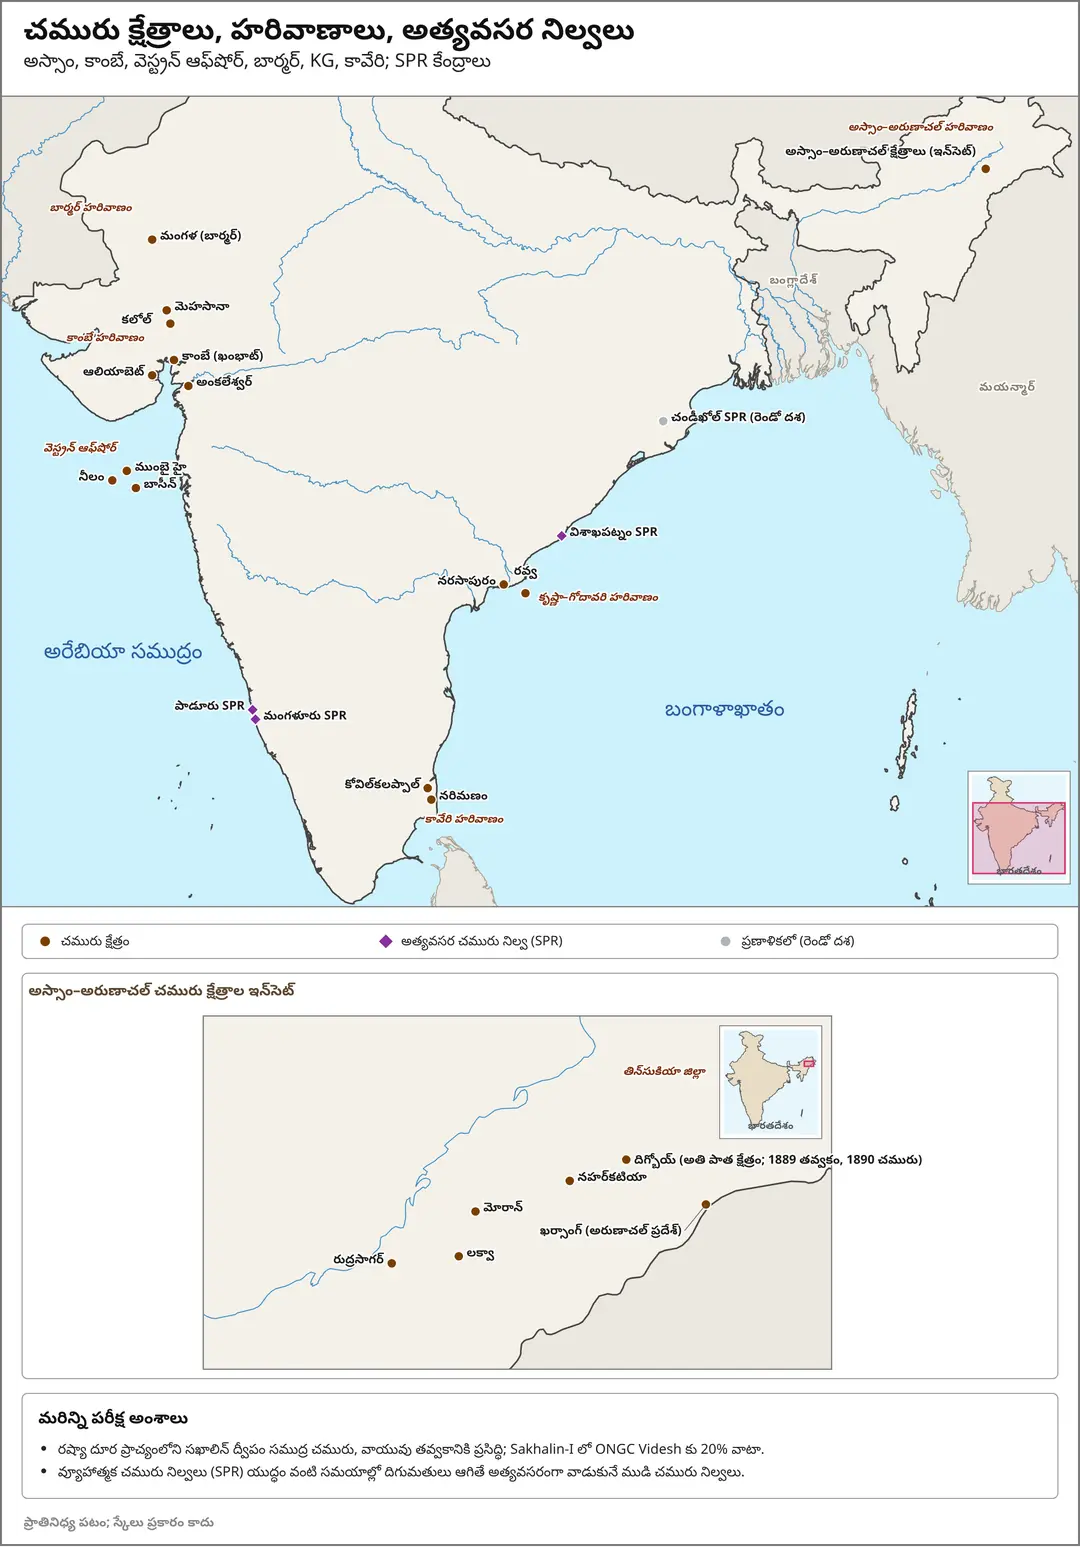 చమురు క్షేత్రాలు, హరివాణాలు, అత్యవసర నిల్వలు
అస్సాం, కాంబే, వెస్ట్రన్ ఆఫ్‌షోర్, బార్మర్, KG, కావేరి; SPR కేంద్రాలు
అస్సాం–అరుణాచల్ హరివాణం
అస్సాం–అరుణాచల్ క్షేత్రాలు (ఇన్‌సెట్)
బార్మర్ హరివాణం
మంగళ (బార్మర్)
బంగ్లాదేశ్
మెహసానా
కలోల్
కాంబే హరివాణం
కాంబే (ఖంభాట్)
ఆలియాబెట్
అంకలేశ్వర్
మయన్మార్
చండీఖోల్ SPR (రెండో దశ)
వెస్ట్రన్ ఆఫ్‌షోర్
ముంబై హై
నీలం
బాసీన్
విశాఖపట్నం SPR
రవ్వ
నరసాపురం
కృష్ణా–గోదావరి హరివాణం
అరేబియా సముద్రం
పాడూరు SPR
మంగళూరు SPR
బంగాళాఖాతం
కోవిల్‌కలప్పాల్
నరిమణం
కావేరి హరివాణం
భారతదేశం
చమురు క్షేత్రం
అత్యవసర చమురు నిల్వ (SPR)
ప్రణాళికలో (రెండో దశ)
అస్సాం–అరుణాచల్ చమురు క్షేత్రాల ఇన్‌సెట్
తిన్‌సుకియా జిల్లా
భారతదేశం
దిగ్బోయ్ (అతి పాత క్షేత్రం; 1889 తవ్వకం, 1890 చమురు)
నహర్‌కటియా
మోరాన్
ఖర్సాంగ్ (అరుణాచల్ ప్రదేశ్)
లక్వా
రుద్రసాగర్
మరిన్ని పరీక్ష అంశాలు
• రష్యా దూర ప్రాచ్యంలోని సఖాలిన్ ద్వీపం సముద్ర చమురు, వాయువు తవ్వకానికి ప్రసిద్ధి; Sakhalin-I లో ONGC Videsh కు 20% వాటా.
• వ్యూహాత్మక చమురు నిల్వలు (SPR) యుద్ధం వంటి సమయాల్లో దిగుమతులు ఆగితే అత్యవసరంగా వాడుకునే ముడి చమురు నిల్వలు.
ప్రాతినిధ్య పటం; స్కేలు ప్రకారం కాదు